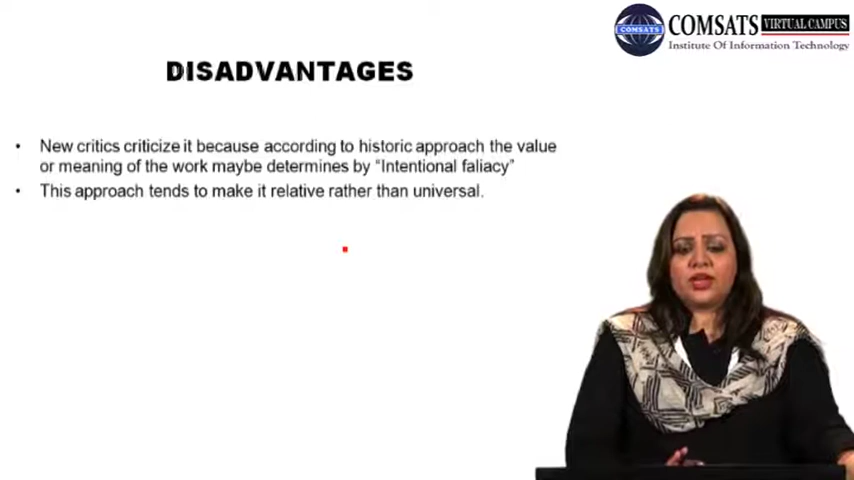 COMSATS VIRTUAL CAMPUS
COMSATS
Institute Of Information Technology
DISADVANTAGES
• New critics criticize it because according to historic approach the value
or meaning of the work maybe determines by “Intentional faliacy”
• This approach tends to make it relative rather than universal.